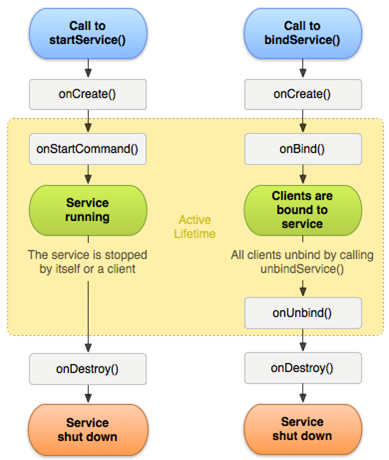 Call to
startService()
onCreate()
onStartCommand()
Service
running
The service is stopped
by itself or a client
onDestroy()
Service
shut down
Active
Lifetime
Call to
bindService()
onCreate()
onBind()
Clients are
bound to
service
All clients unbind by calling
unbindService()
onUnbind()
onDestroy()
Service
shut down